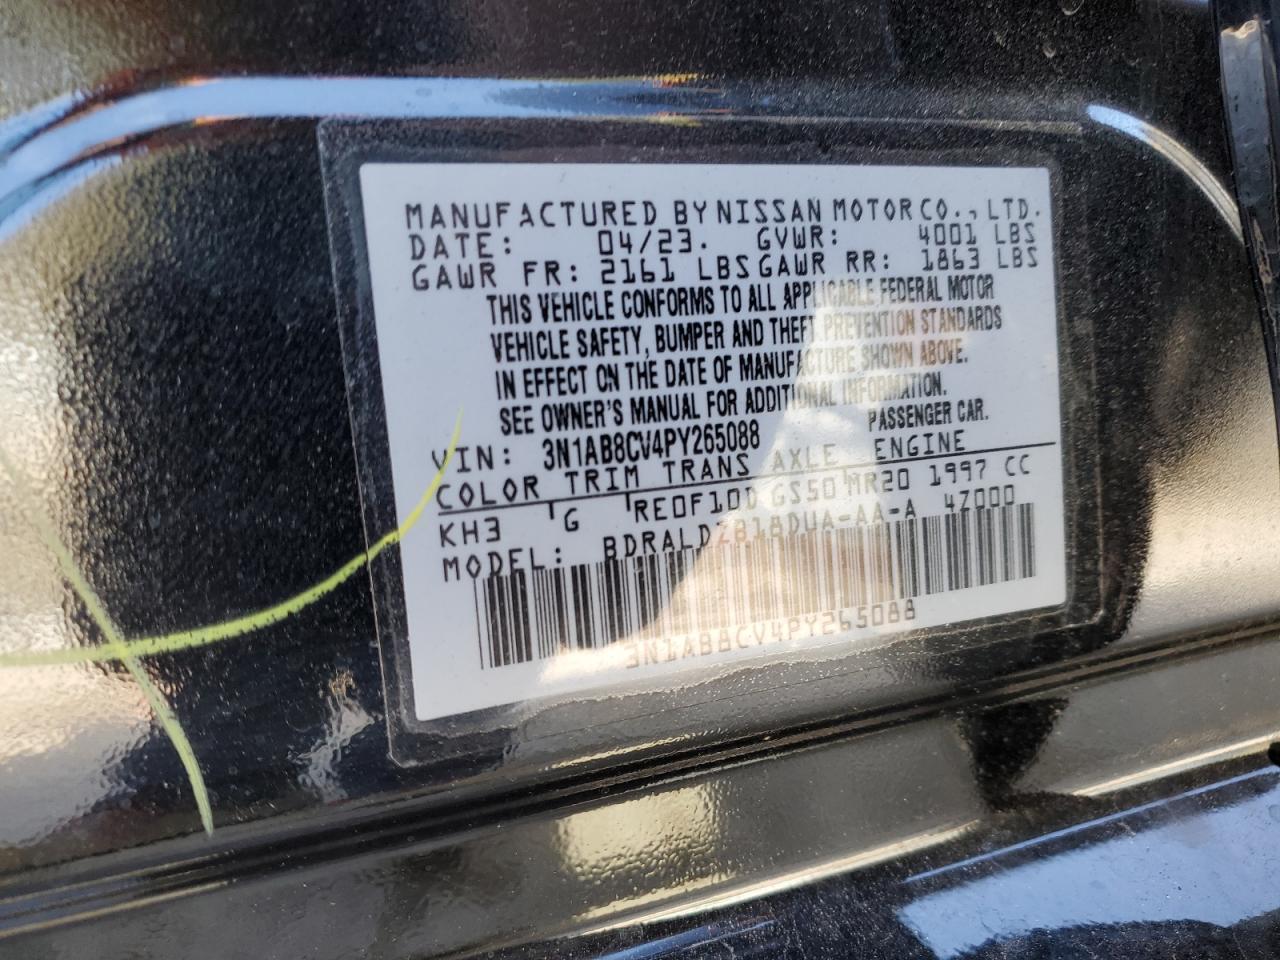 MANUFACTURED BY NISSAN MOTOR CO., LTD.
DATE: 04/23. GVWR: 4001 LBS
GAWR FR: 2161 LBS GAWR RR: 1863 LBS
THIS VEHICLE CONFORMS TO ALL APPLICABLE FEDERAL MOTOR
VEHICLE SAFETY, BUMPER AND THEFT PREVENTION STANDARDS
IN EFFECT ON THE DATE OF MANUFACTURE SHOWN ABOVE.
SEE OWNER'S MANUAL FOR ADDITIONAL INFORMATION.
VIN: 3N1AB8CV4PY265088 PASSENGER CAR.
COLOR TRIM TRANS AXLE ENGINE
KH3 G RE0F10D GS50 MR20 1997 CC
MODEL: BDRALDZB18DUA-AA-A 4Z000
3N1AB8CV4PY265088